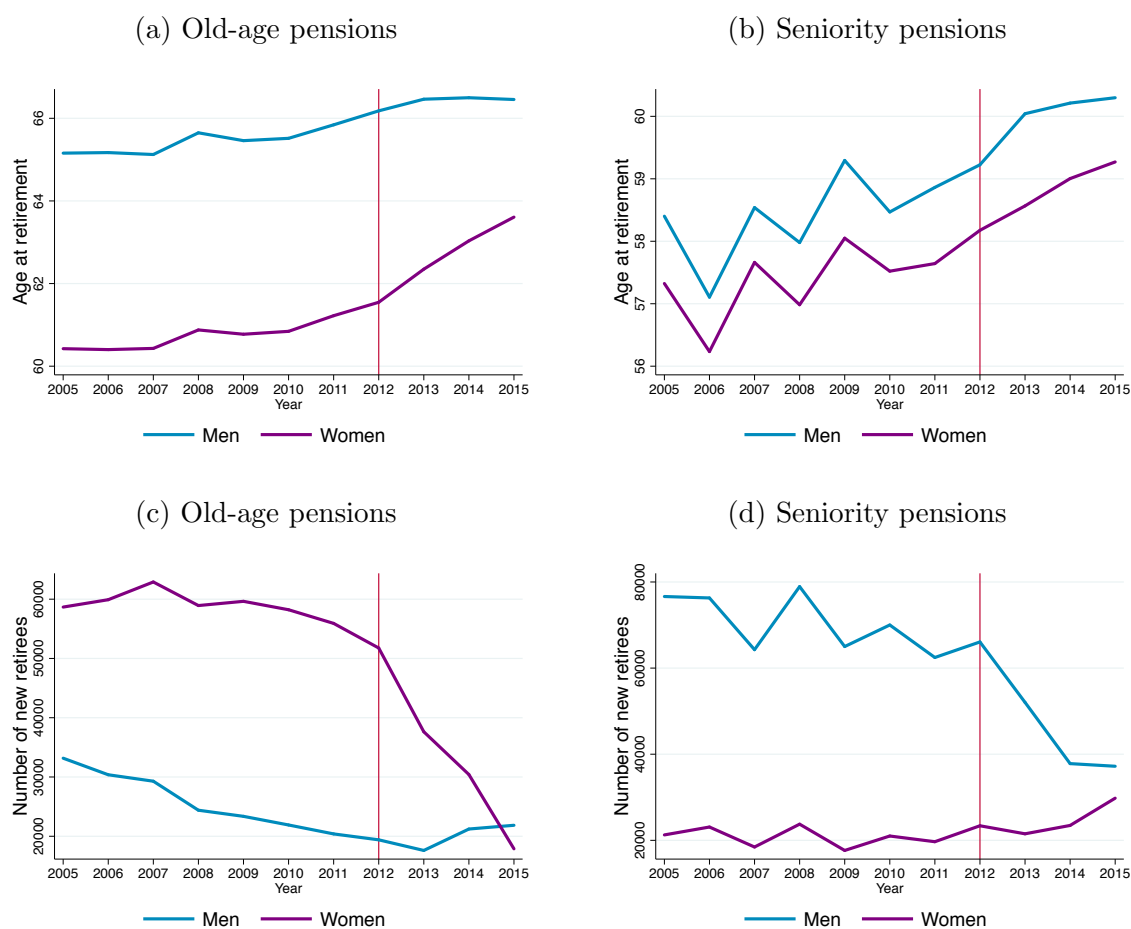 (a) Old-age pensions
Age at retirement
66
64
62
60
2005 2006 2007 2008 2009 2010 2011 2012 2013 2014 2015
Year
Men Women
(b) Seniority pensions
Age at retirement
60
59
58
57
56
2005 2006 2007 2008 2009 2010 2011 2012 2013 2014 2015
Year
Men Women
(c) Old-age pensions
Number of new retirees
60000
50000
40000
30000
20000
2005 2006 2007 2008 2009 2010 2011 2012 2013 2014 2015
Year
Men Women
(d) Seniority pensions
Number of new retirees
80000
60000
40000
20000
2005 2006 2007 2008 2009 2010 2011 2012 2013 2014 2015
Year
Men Women